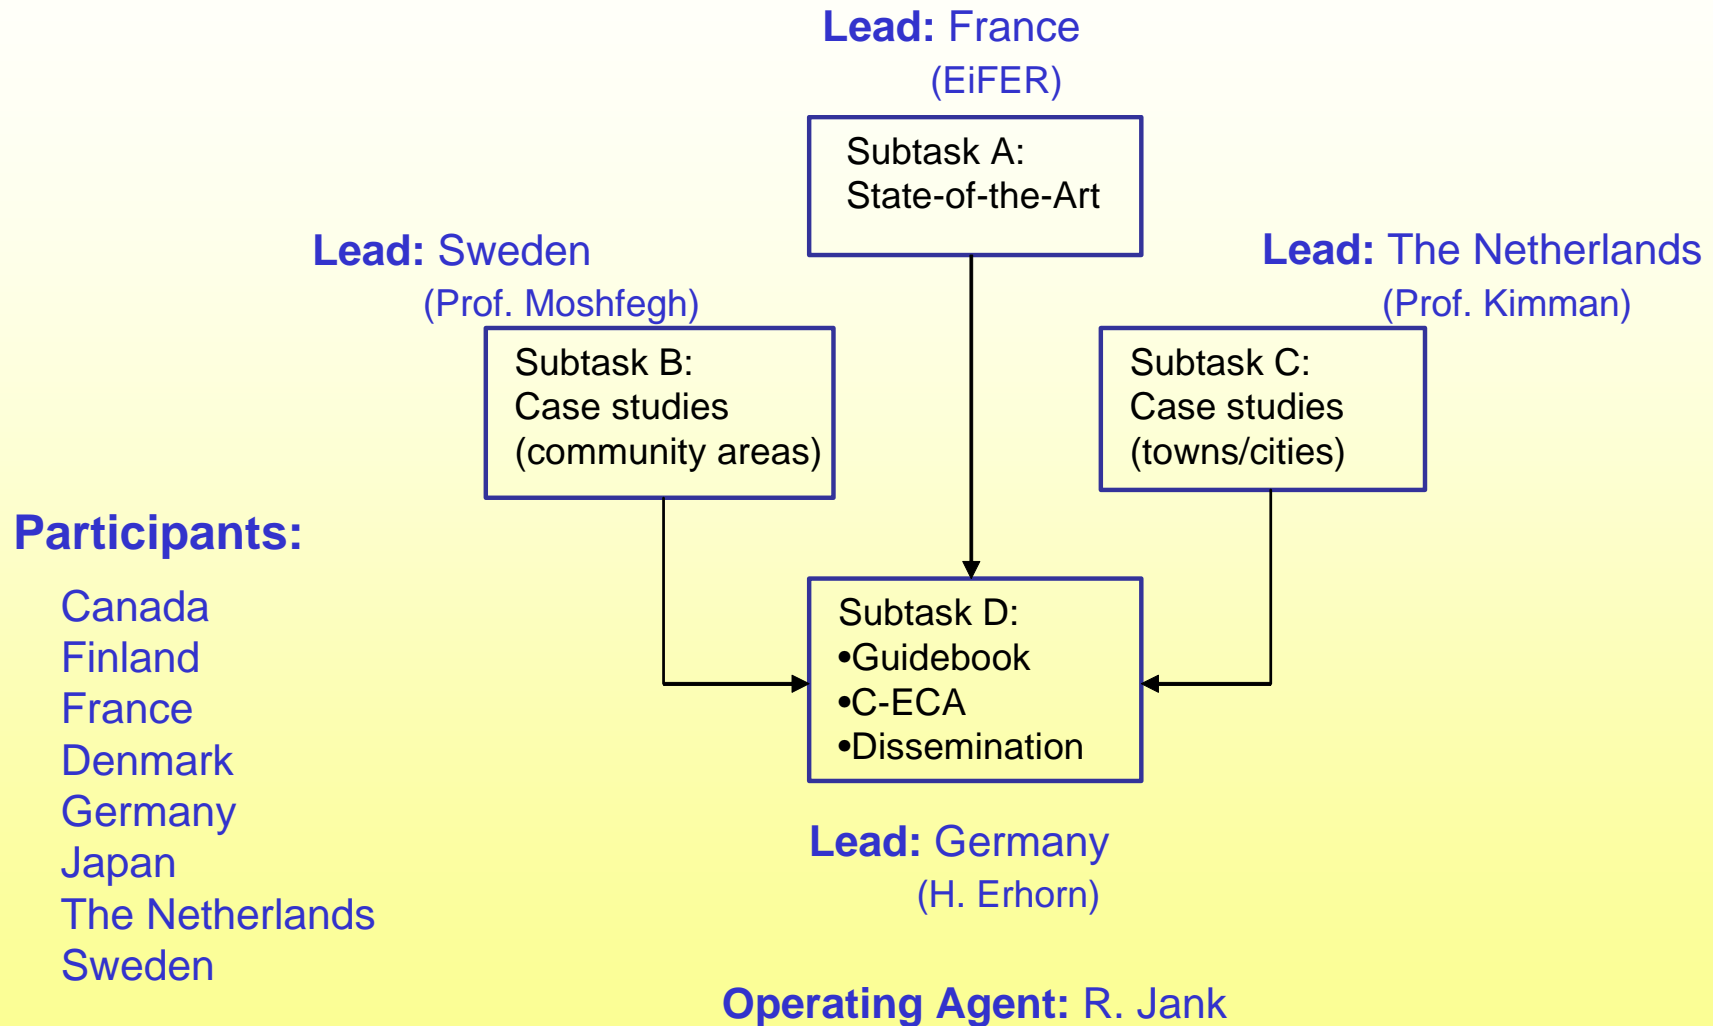 Lead: France
(EiFER)
Subtask A:
State-of-the-Art
Lead: Sweden
(Prof. Moshfegh)
Subtask B:
Case studies
(community areas)
Lead: The Netherlands
(Prof. Kimman)
Subtask C:
Case studies
(towns/cities)
Participants:
Canada
Finland
France
Denmark
Germany
Japan
The Netherlands
Sweden
Subtask D:
•Guidebook
•C-ECA
•Dissemination
Lead: Germany
(H. Erhorn)
Operating Agent: R. Jank